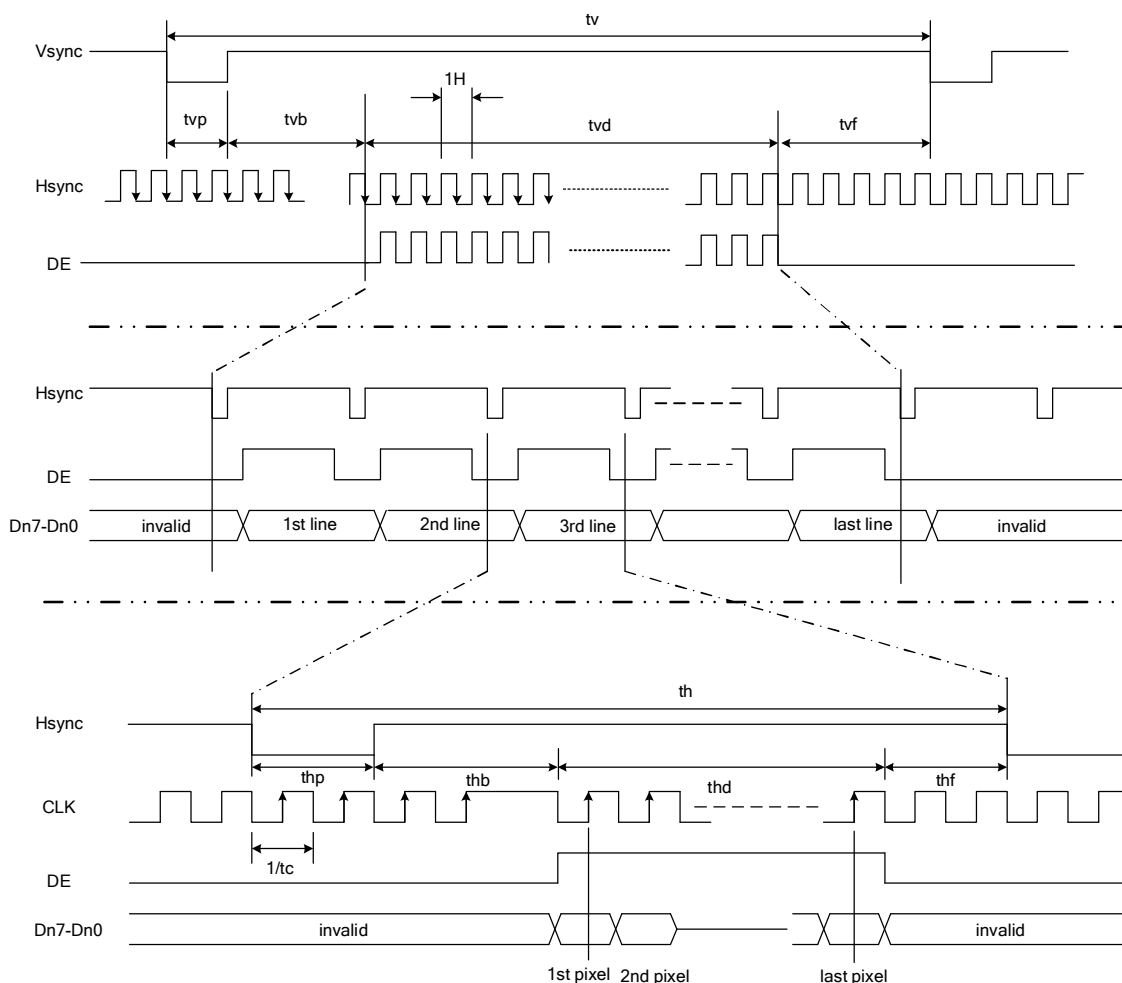 tv
Vsync
1H
tvp
tvb
tvd
tvf
Hsync
DE
Hsync
DE
Dn7-Dn0
invalid
1st line
2nd line
3rd line
last line
invalid
th
Hsync
thp
thb
thd
thf
CLK
1/tc
DE
Dn7-Dn0
invalid
invalid
1st pixel
2nd pixel
last pixel